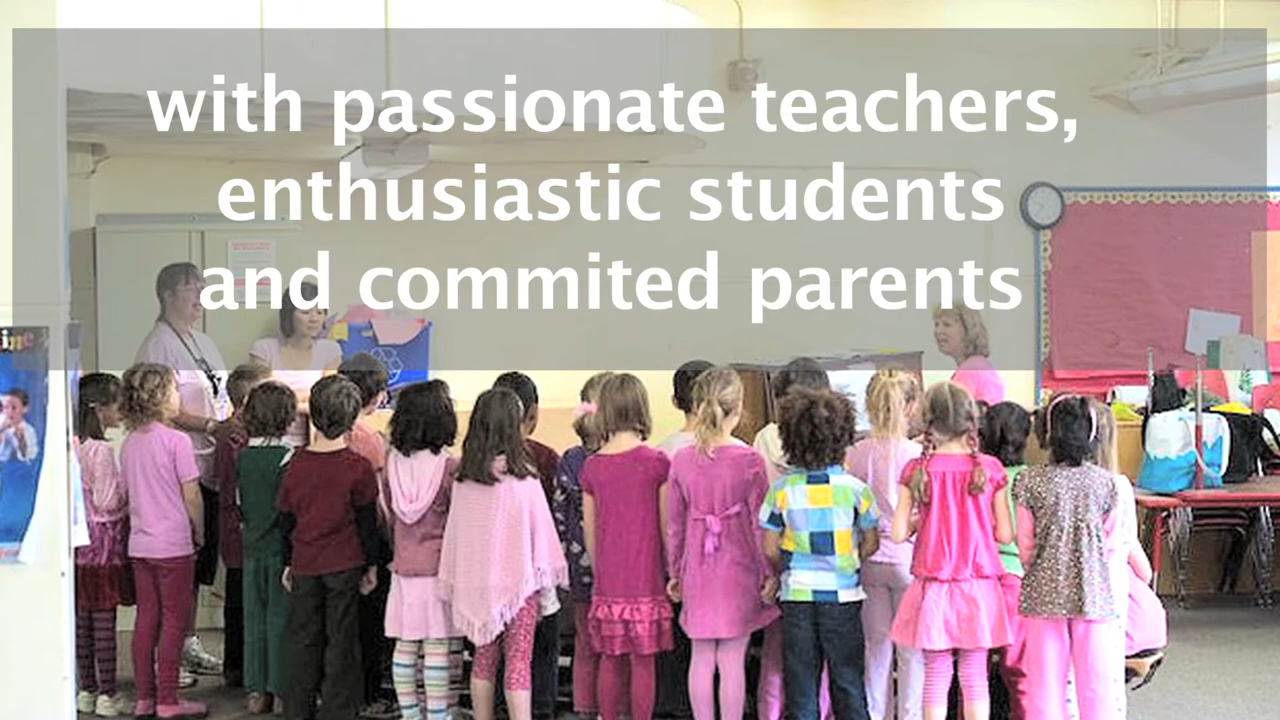 with passionate teachers,
enthusiastic students
and commited parents